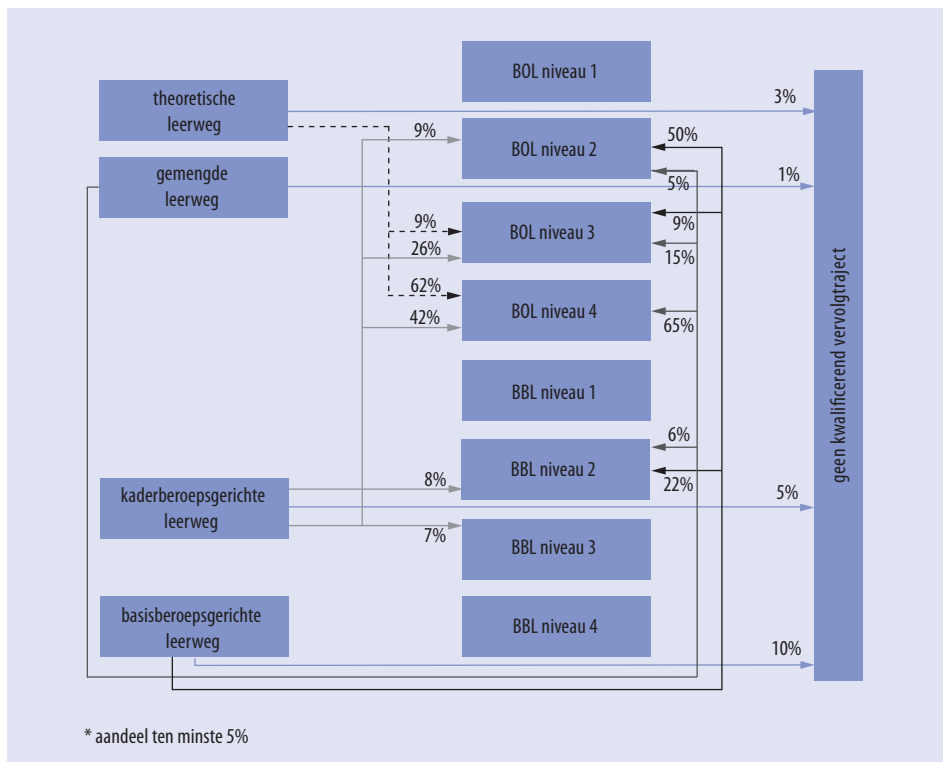 BOL niveau 1
theoretische
leerweg
3%
9%
BOL niveau 2
50%
gemengde
leerweg
5%
1%
9%
BOL niveau 3
9%
26%
15%
62%
BOL niveau 4
42%
65%
BBL niveau 1
geen kwalificerend vervolgtraject
6%
BBL niveau 2
8%
22%
kaderberoepsgerichte
leerweg
5%
7%
BBL niveau 3
basisberoepsgerichte
leerweg
BBL niveau 4
10%
* aandeel ten minste 5%